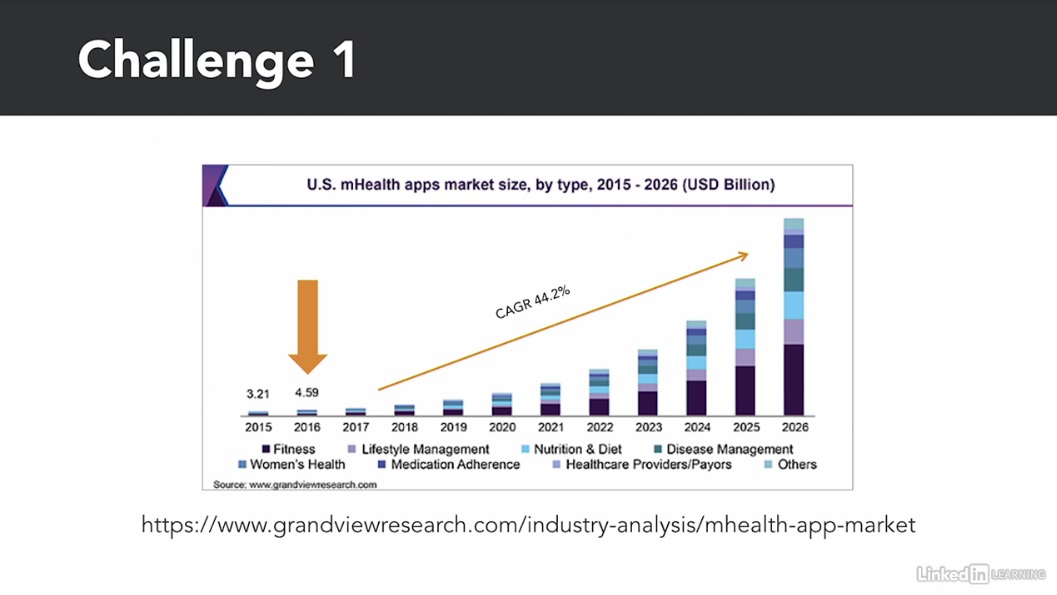 Challenge 1
U.S. mHealth apps market size, by type, 2015 - 2026 (USD Billion)
CAGR 44.2%
3.21 4.59
2015 2016 2017 2018 2019 2020 2021 2022 2023 2024 2025 2026
Fitness Lifestyle Management Nutrition & Diet Disease Management
Women's Health Medication Adherence Healthcare Providers/Payors Others
Source: www.grandviewresearch.com
https://www.grandviewresearch.com/industry-analysis/mhealth-app-market
Linked in LEARNING